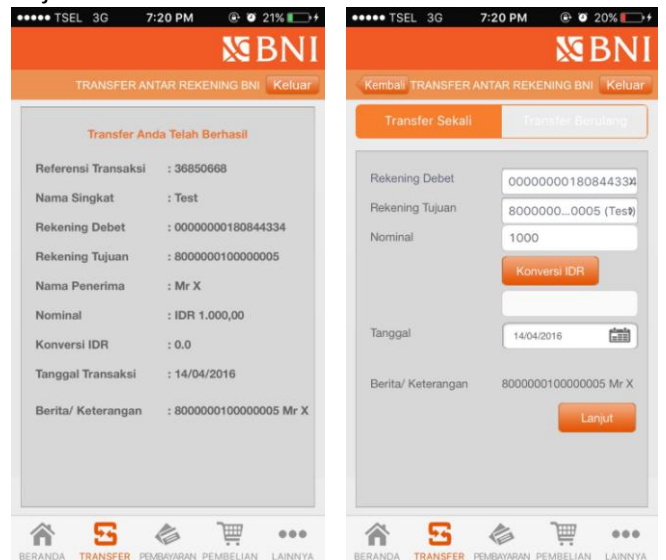 TSEL 3G 7:20 PM 21%
BNI
TRANSFER ANTAR REKENING BNI Keluar
Transfer Anda Telah Berhasil
Referensi Transaksi : 36850668
Nama Singkat : Test
Rekening Debet : 00000000180844334
Rekening Tujuan : 8000000100000005
Nama Penerima : Mr X
Nominal : IDR 1.000,00
Konversi IDR : 0.0
Tanggal Transaksi : 14/04/2016
Berita/ Keterangan : 8000000100000005 Mr X
BERANDA TRANSFER PEMBAYARAN PEMBELIAN LAINNYA
TSEL 3G 7:20 PM 20%
BNI
Kembali TRANSFER ANTAR REKENING BNI Keluar
Transfer Sekali Transfer Berulang
Rekening Debet 00000000180844334
Rekening Tujuan 8000000...0005 (Test)
Nominal 1000
Konversi IDR
Tanggal 14/04/2016
Berita/ Keterangan 8000000100000005 Mr X
Lanjut
BERANDA TRANSFER PEMBAYARAN PEMBELIAN LAINNYA